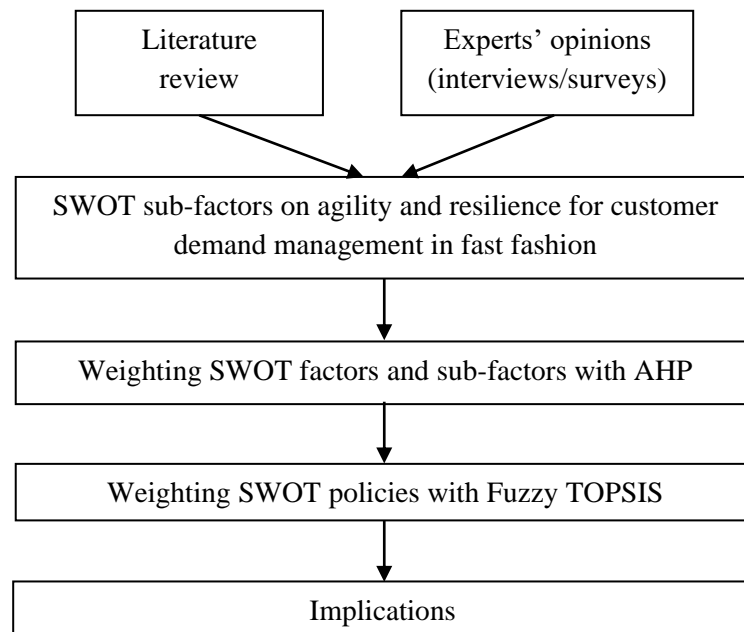 Literature
review
Experts’ opinions
(interviews/surveys)
SWOT sub-factors on agility and resilience for customer
demand management in fast fashion
Weighting SWOT factors and sub-factors with AHP
Weighting SWOT policies with Fuzzy TOPSIS
Implications